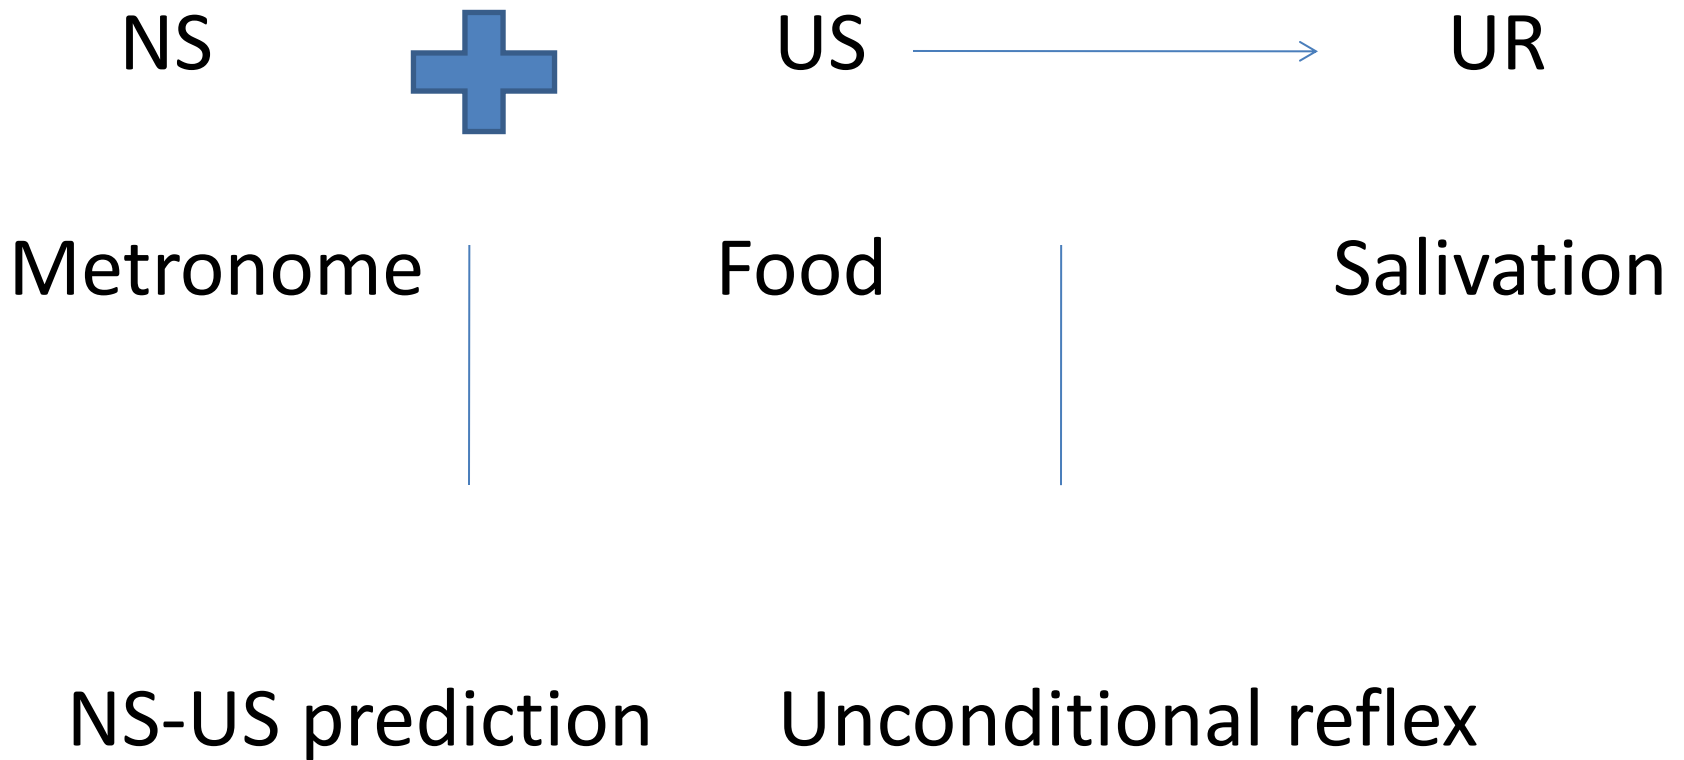 NS US UR
Metronome Food Salivation
NS-US prediction Unconditional reflex